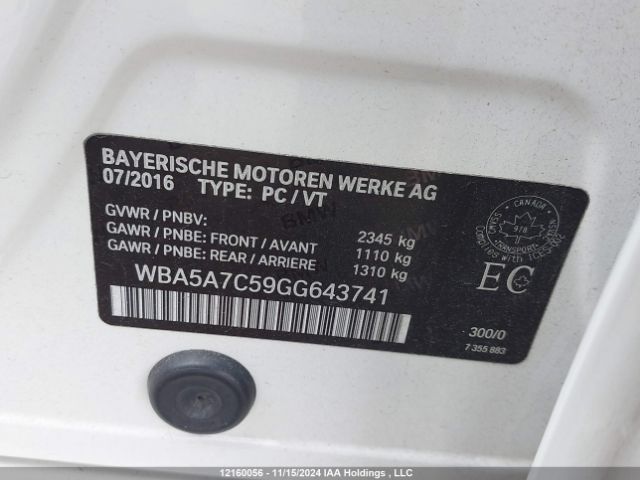 BAYERISCHE MOTOREN WERKE AG
07/2016 TYPE: PC / VT
GVWR / PNBV: 2345 kg
GAWR / PNBE: FRONT / AVANT 1110 kg
GAWR / PNBE: REAR / ARRIERE 1310 kg
WBA5A7C59GG643741
CANADA
978
TRANSPORT
EC
300/0
7 355 883
12160056 - 11/15/2024 IAA Holdings , LLC